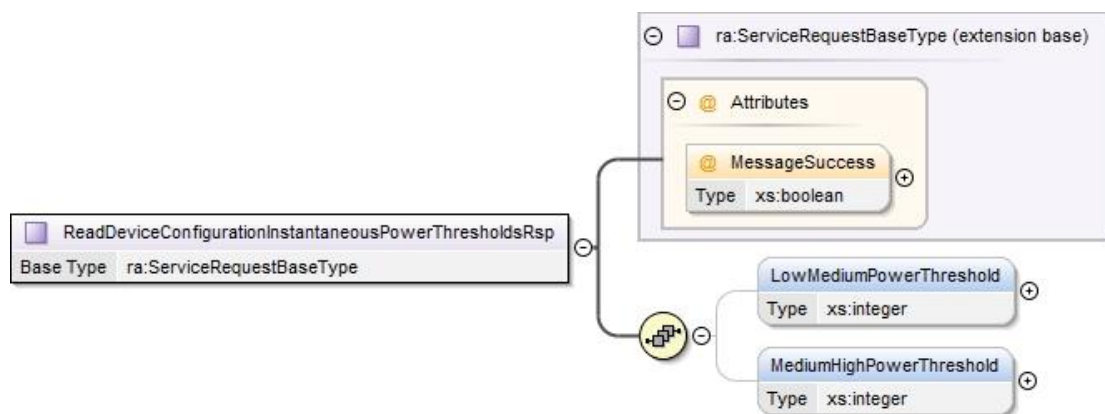 ra:ServiceRequestBaseType (extension base)
@ Attributes
@ MessageSuccess
Type xs:boolean
ReadDeviceConfigurationInstantaneousPowerThresholdsRsp
Base Type ra:ServiceRequestBaseType
LowMediumPowerThreshold
Type xs:integer
MediumHighPowerThreshold
Type xs:integer